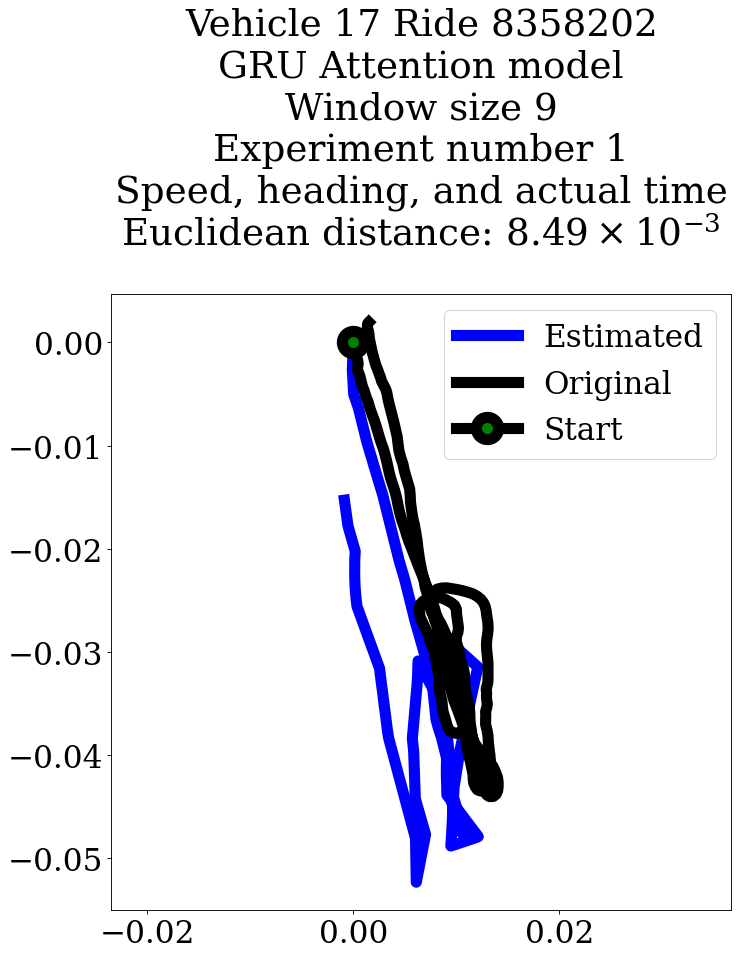 Vehicle 17 Ride 8358202
GRU Attention model
Window size 9
Experiment number 1
Speed, heading, and actual time
Euclidean distance: 8.49 × 10⁻³
Estimated
Original
Start
0.00
−0.01
−0.02
−0.03
−0.04
−0.05
−0.02 0.00 0.02